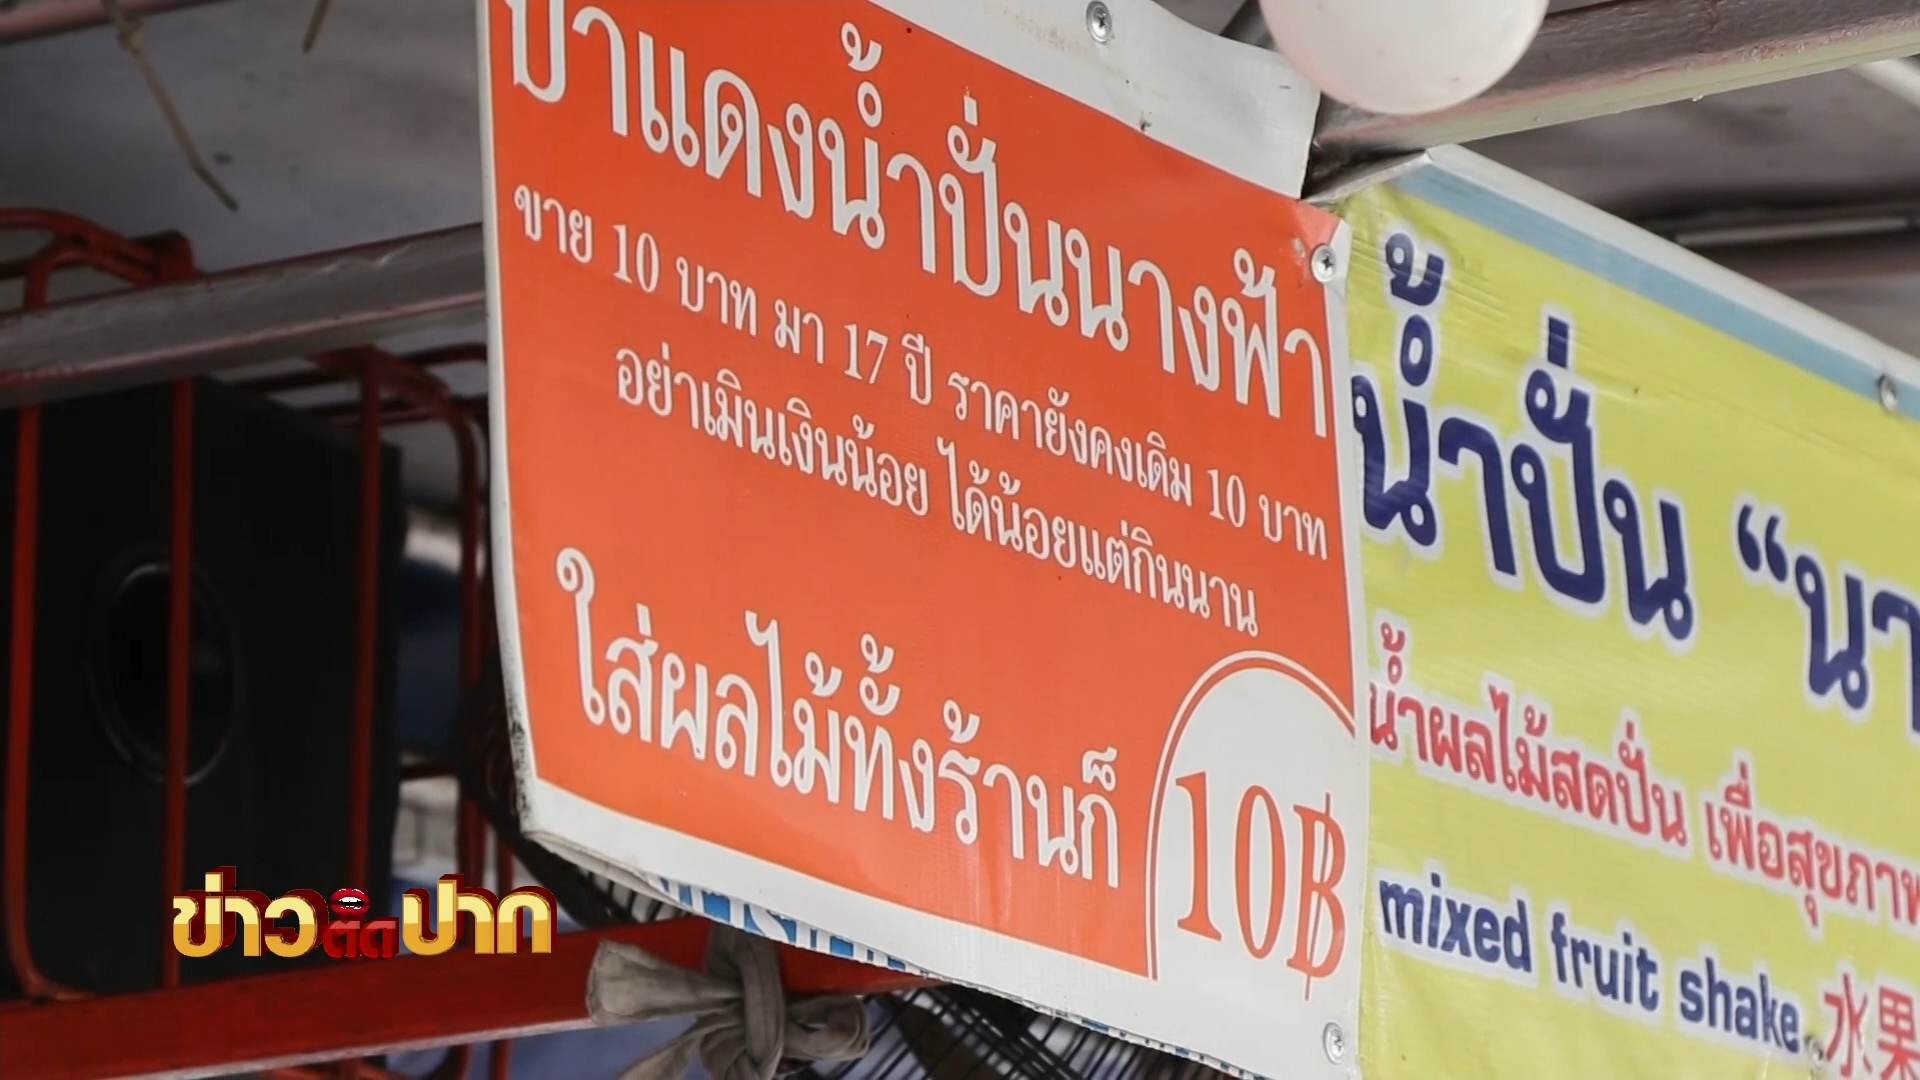 ป้าแดงน้ำปั่นนางฟ้า
ขาย 10 บาท มา 17 ปี ราคายังคงเดิม 10 บาท
อย่าเมินเงินน้อย ได้น้อยแต่กินนาน
ใส่ผลไม้ทั้งร้านก็
10฿
น้ำปั่น “นา
น้ำผลไม้สดปั่น เพื่อสุขภาพ
mixed fruit shake 水果
ข่าวติดปาก